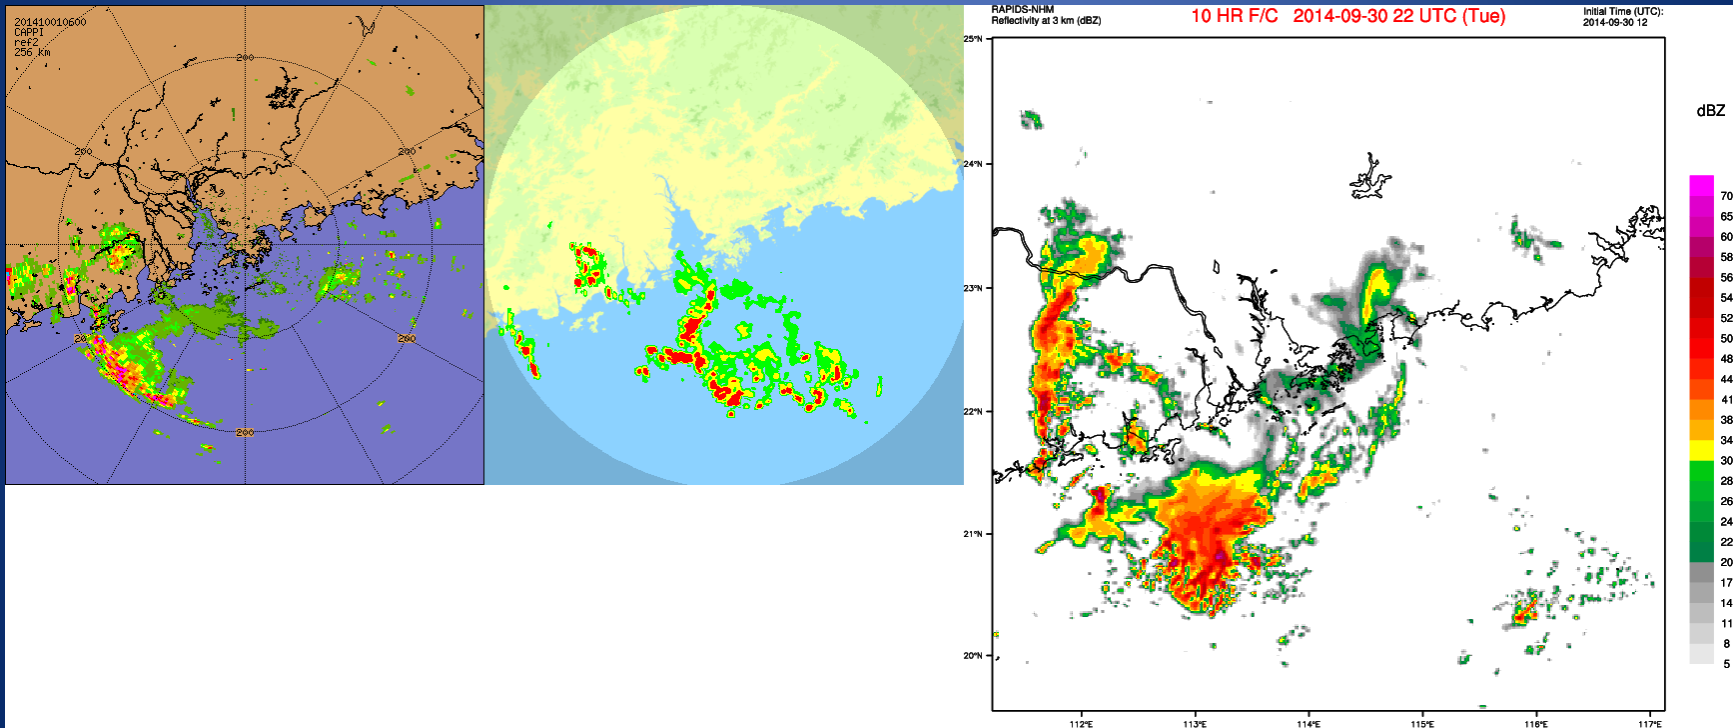 201410010600
CAPPI
ref2
256 km
200
200
200
20
200
200
RAPIDS-NHM
Reflectivity at 3 km (dBZ)
10 HR F/C 2014-09-30 22 UTC (Tue)
Initial Time (UTC):
2014-09-30 12
25°N
24°N
23°N
22°N
21°N
20°N
112°E
113°E
114°E
115°E
116°E
117°E
dBZ
70
65
60
58
56
54
52
50
48
44
41
38
34
30
28
26
24
22
20
17
14
11
8
5